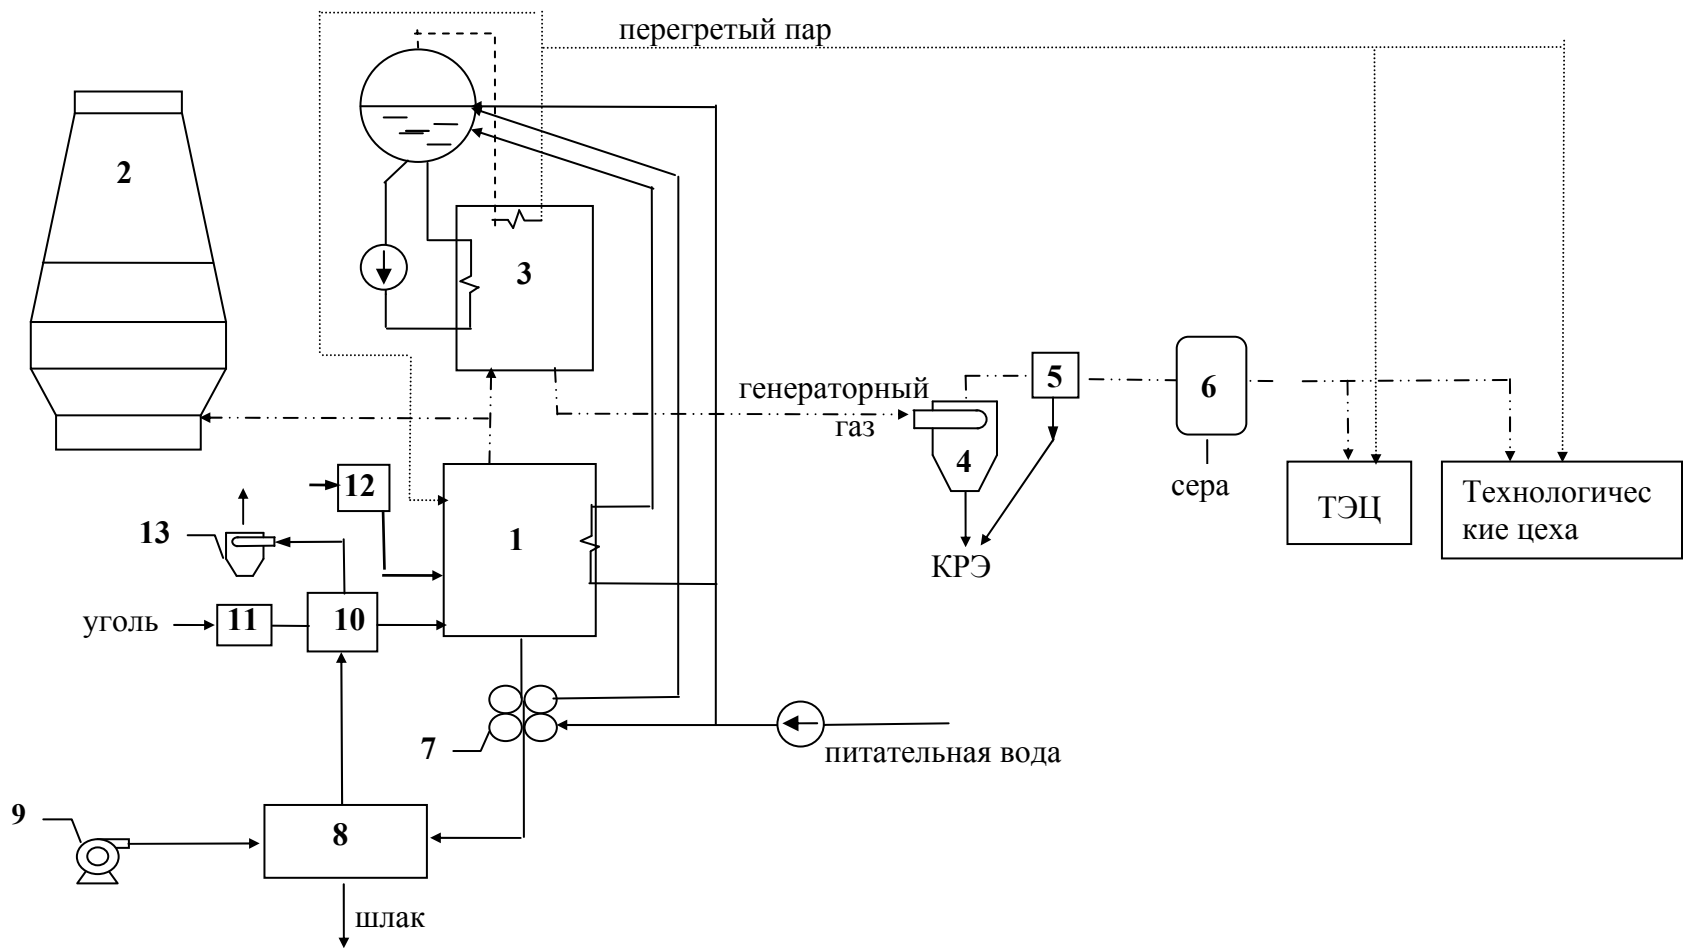 перегретый пар
2
3
генераторный
газ
4
5
6
сера
КРЭ
ТЭЦ
Технологичес
кие цеха
12
13
1
уголь
11
10
7
питательная вода
9
8
шлак